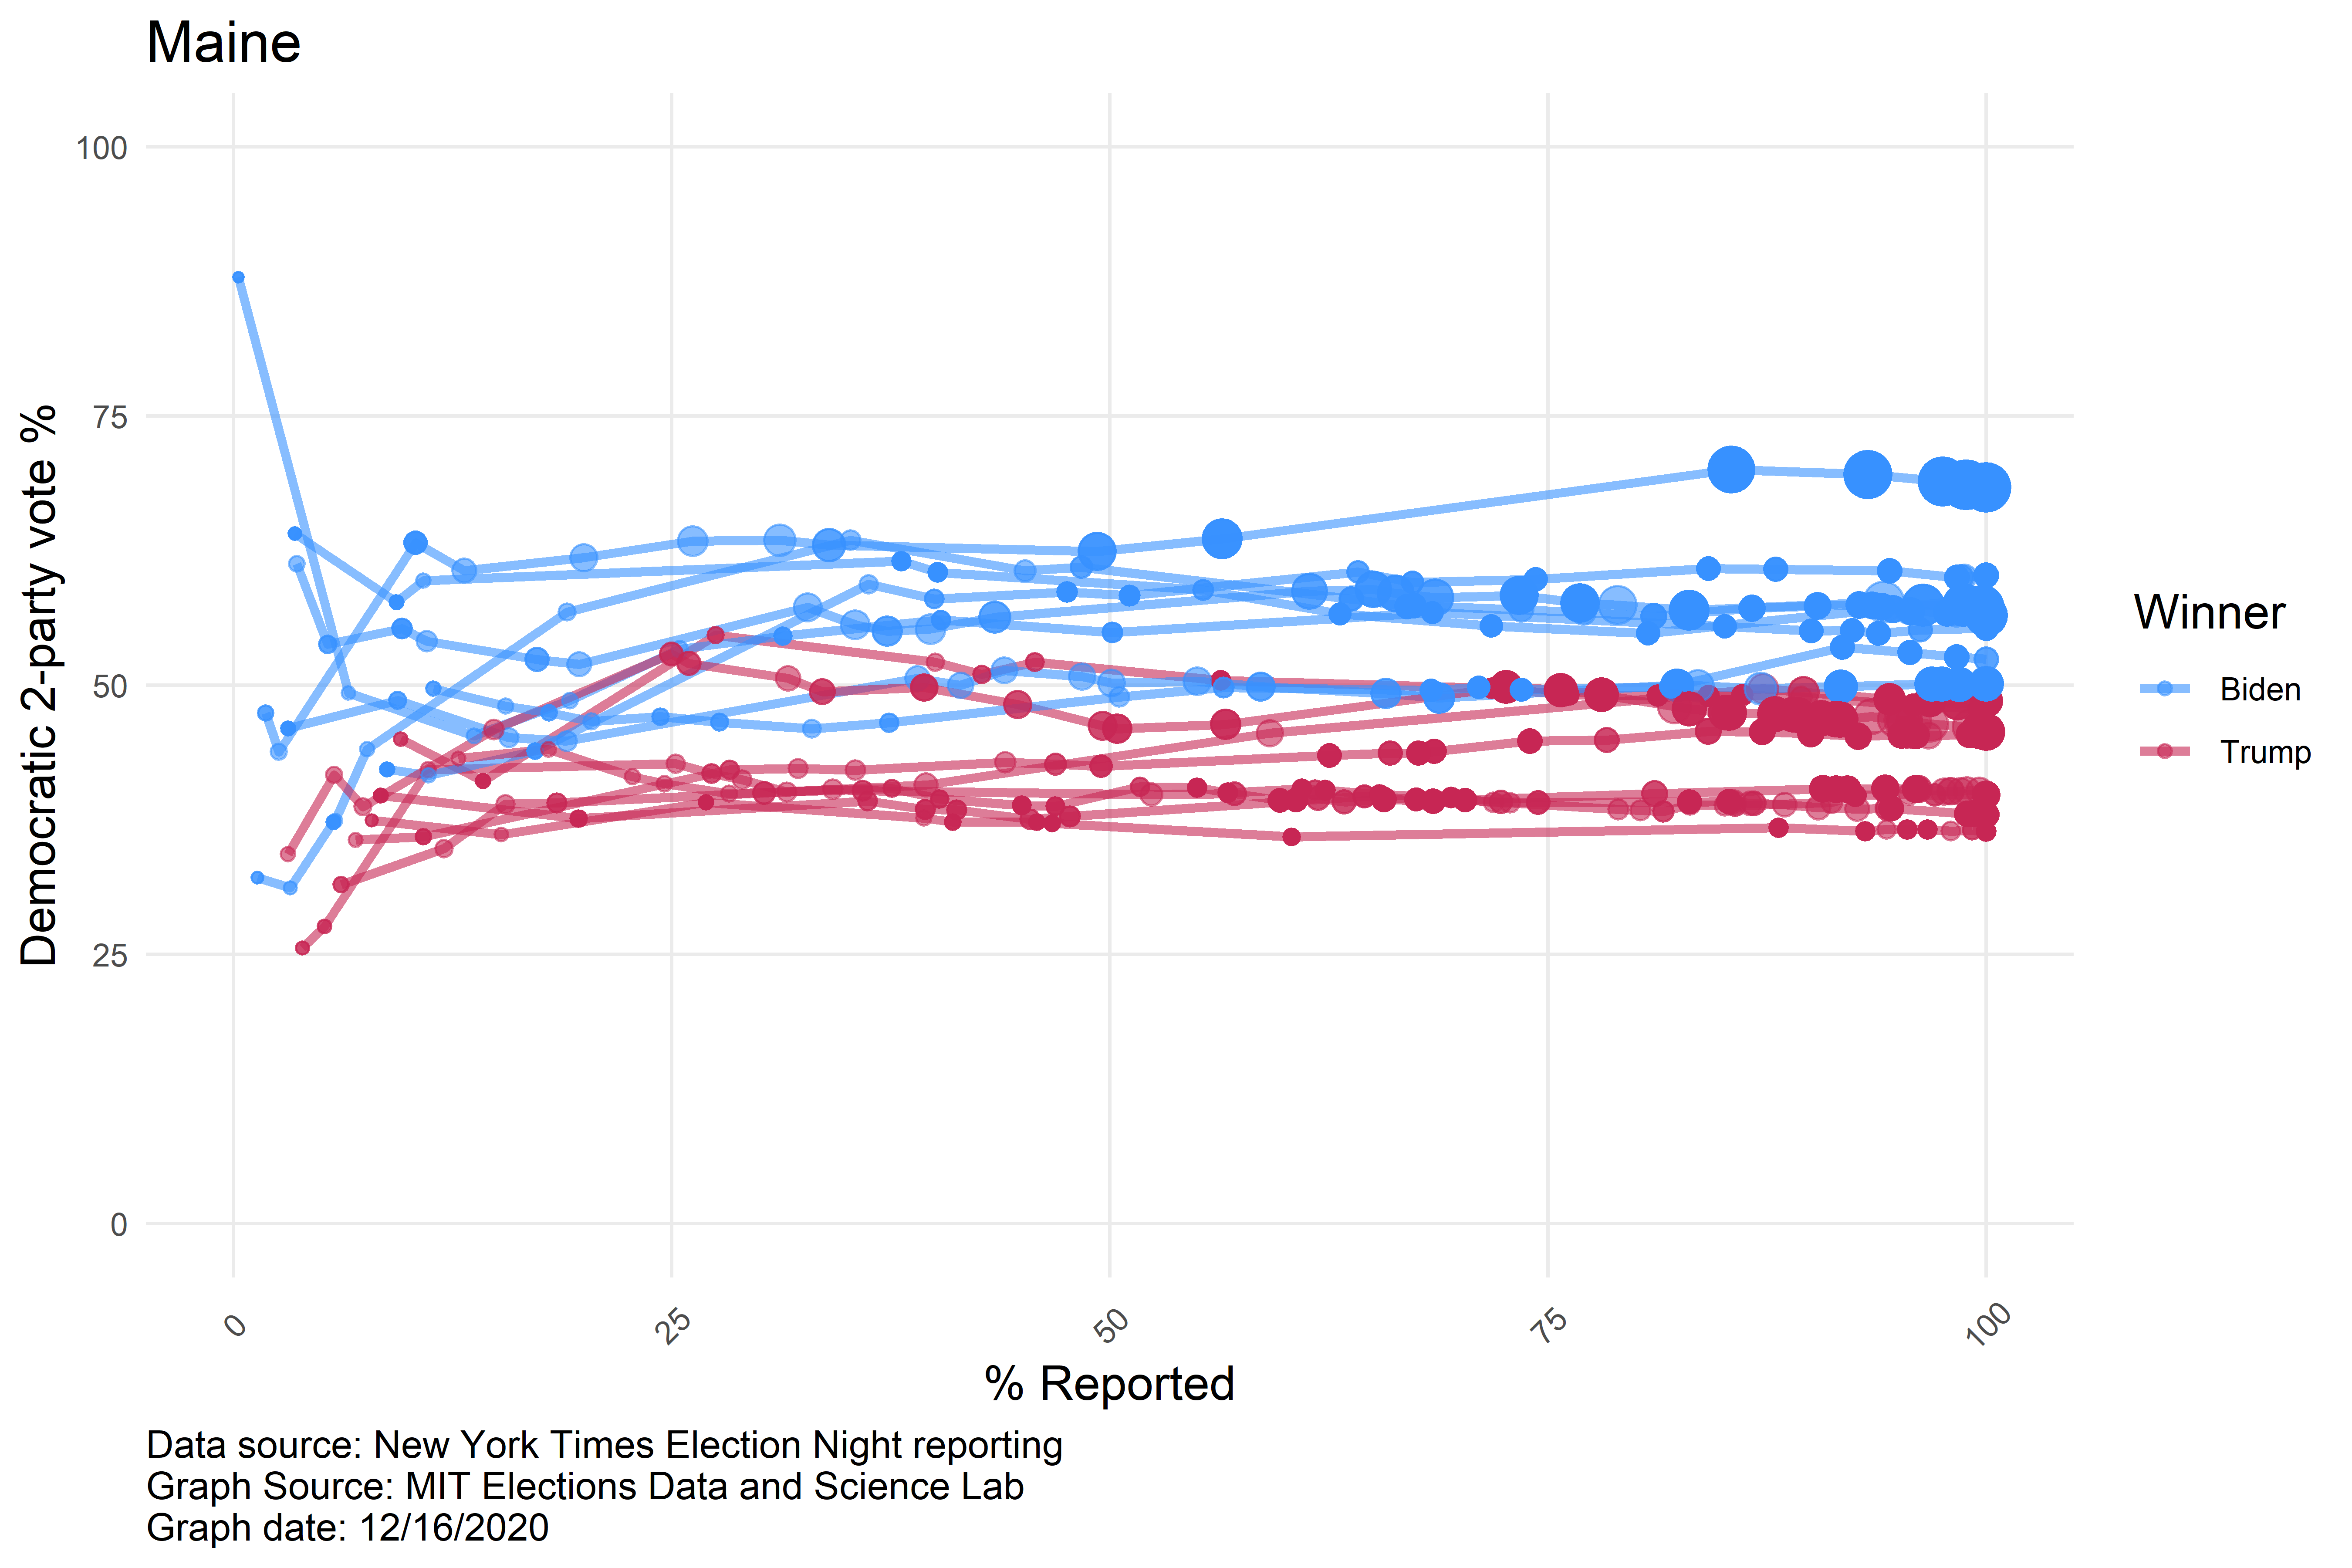 Maine
Democratic 2-party vote %
100
75
50
25
0
0
25
50
75
100
% Reported
Winner
Biden
Trump
Data source: New York Times Election Night reporting
Graph Source: MIT Elections Data and Science Lab
Graph date: 12/16/2020